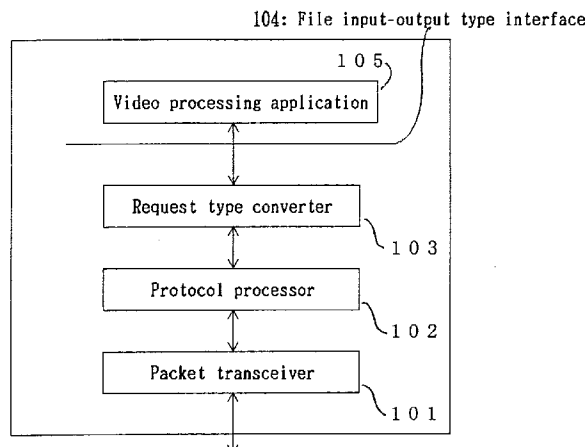 104: File input-output type interface
105
Video processing application
Request type converter
103
Protocol processor
102
Packet transceiver
101